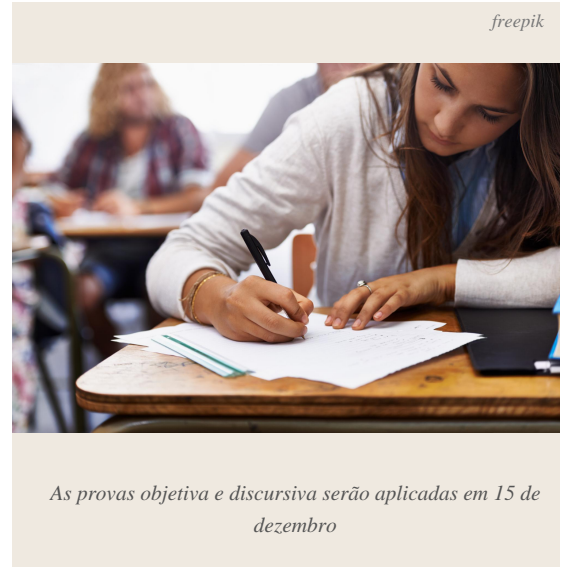 freepik
As provas objetiva e discursiva serão aplicadas em 15 de
dezembro